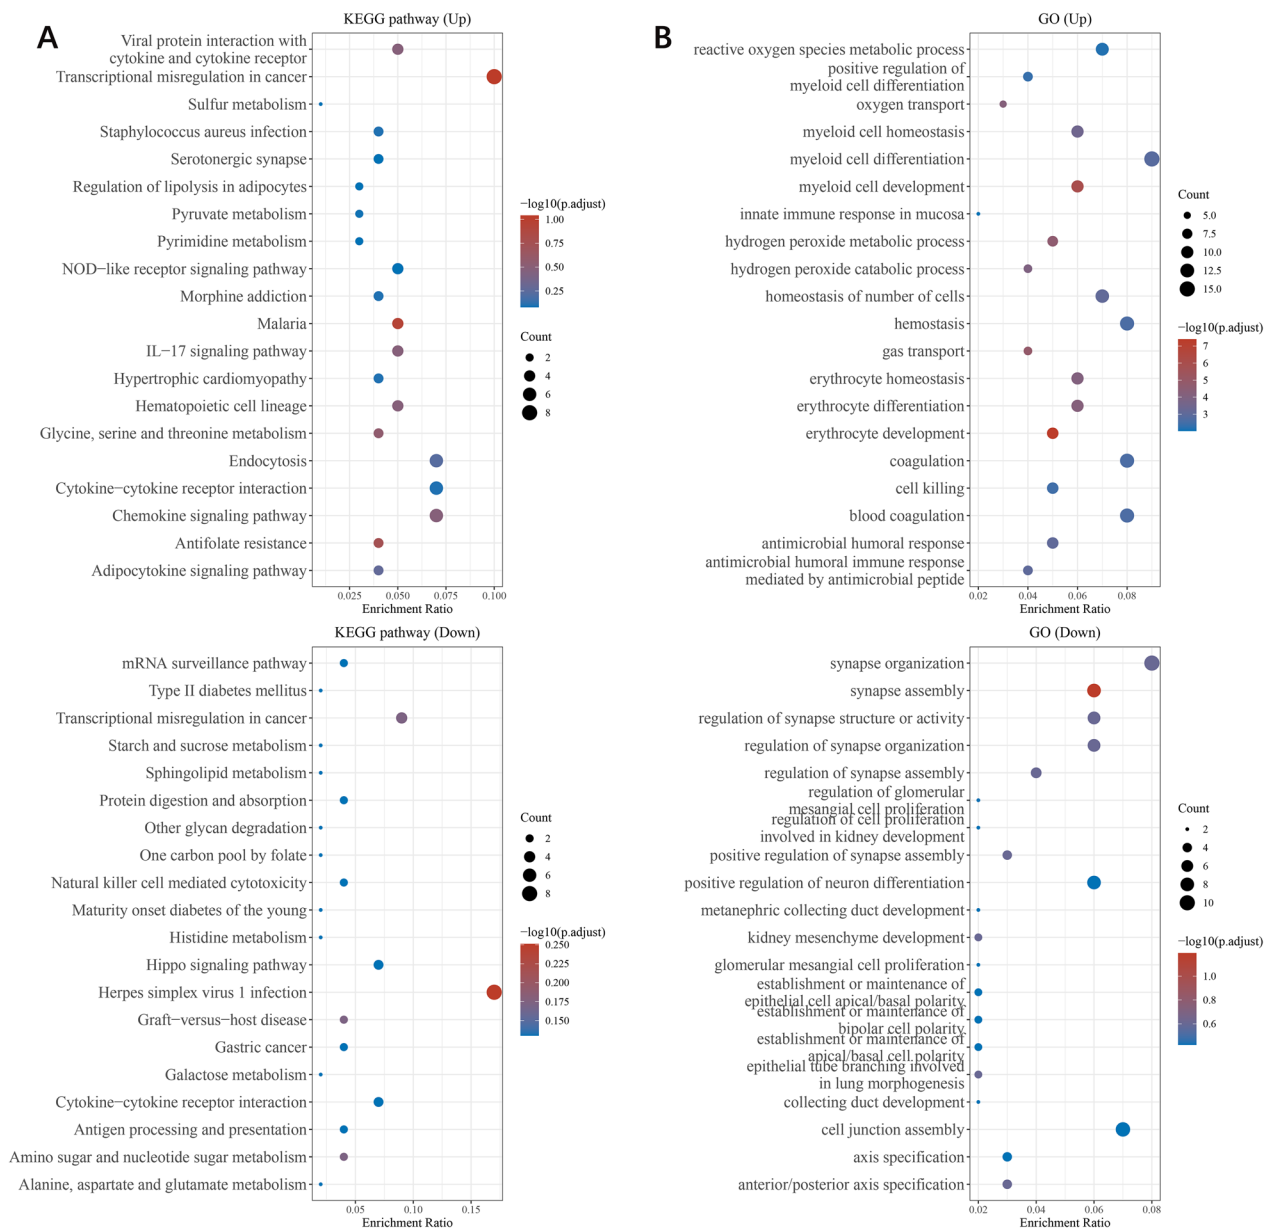 A
KEGG pathway (Up)
Viral protein interaction with
cytokine and cytokine receptor
Transcriptional misregulation in cancer
Sulfur metabolism
Staphylococcus aureus infection
Serotonergic synapse
Regulation of lipolysis in adipocytes
Pyruvate metabolism
Pyrimidine metabolism
NOD−like receptor signaling pathway
Morphine addiction
Malaria
IL−17 signaling pathway
Hypertrophic cardiomyopathy
Hematopoietic cell lineage
Glycine, serine and threonine metabolism
Endocytosis
Cytokine−cytokine receptor interaction
Chemokine signaling pathway
Antifolate resistance
Adipocytokine signaling pathway
0.025 0.050 0.075 0.100
Enrichment Ratio
−log10(p.adjust)
1.00
0.75
0.50
0.25
Count
2
4
6
8
B
GO (Up)
reactive oxygen species metabolic process
positive regulation of
myeloid cell differentiation
oxygen transport
myeloid cell homeostasis
myeloid cell differentiation
myeloid cell development
innate immune response in mucosa
hydrogen peroxide metabolic process
hydrogen peroxide catabolic process
homeostasis of number of cells
hemostasis
gas transport
erythrocyte homeostasis
erythrocyte differentiation
erythrocyte development
coagulation
cell killing
blood coagulation
antimicrobial humoral response
antimicrobial humoral immune response
mediated by antimicrobial peptide
0.02 0.04 0.06 0.08
Enrichment Ratio
Count
5.0
7.5
10.0
12.5
15.0
−log10(p.adjust)
7
6
5
4
3
KEGG pathway (Down)
mRNA surveillance pathway
Type II diabetes mellitus
Transcriptional misregulation in cancer
Starch and sucrose metabolism
Sphingolipid metabolism
Protein digestion and absorption
Other glycan degradation
One carbon pool by folate
Natural killer cell mediated cytotoxicity
Maturity onset diabetes of the young
Histidine metabolism
Hippo signaling pathway
Herpes simplex virus 1 infection
Graft−versus−host disease
Gastric cancer
Galactose metabolism
Cytokine−cytokine receptor interaction
Antigen processing and presentation
Amino sugar and nucleotide sugar metabolism
Alanine, aspartate and glutamate metabolism
0.05 0.10 0.15
Enrichment Ratio
Count
2
4
6
8
−log10(p.adjust)
0.250
0.225
0.200
0.175
0.150
GO (Down)
synapse organization
synapse assembly
regulation of synapse structure or activity
regulation of synapse organization
regulation of synapse assembly
regulation of glomerular
mesangial cell proliferation
regulation of cell proliferation
involved in kidney development
positive regulation of synapse assembly
positive regulation of neuron differentiation
metanephric collecting duct development
kidney mesenchyme development
glomerular mesangial cell proliferation
establishment or maintenance of
epithelial cell apical/basal polarity
establishment or maintenance of
bipolar cell polarity
establishment or maintenance of
apical/basal cell polarity
epithelial tube branching involved
in lung morphogenesis
collecting duct development
cell junction assembly
axis specification
anterior/posterior axis specification
0.02 0.04 0.06 0.08
Enrichment Ratio
Count
2
4
6
8
10
−log10(p.adjust)
1.0
0.8
0.6